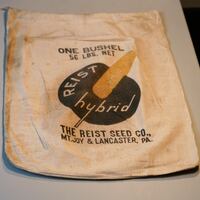 ONE BUSHEL
56 LBS. NET
REIST
hybrid
THE REIST SEED CO.,
MT. JOY & LANCASTER, PA.